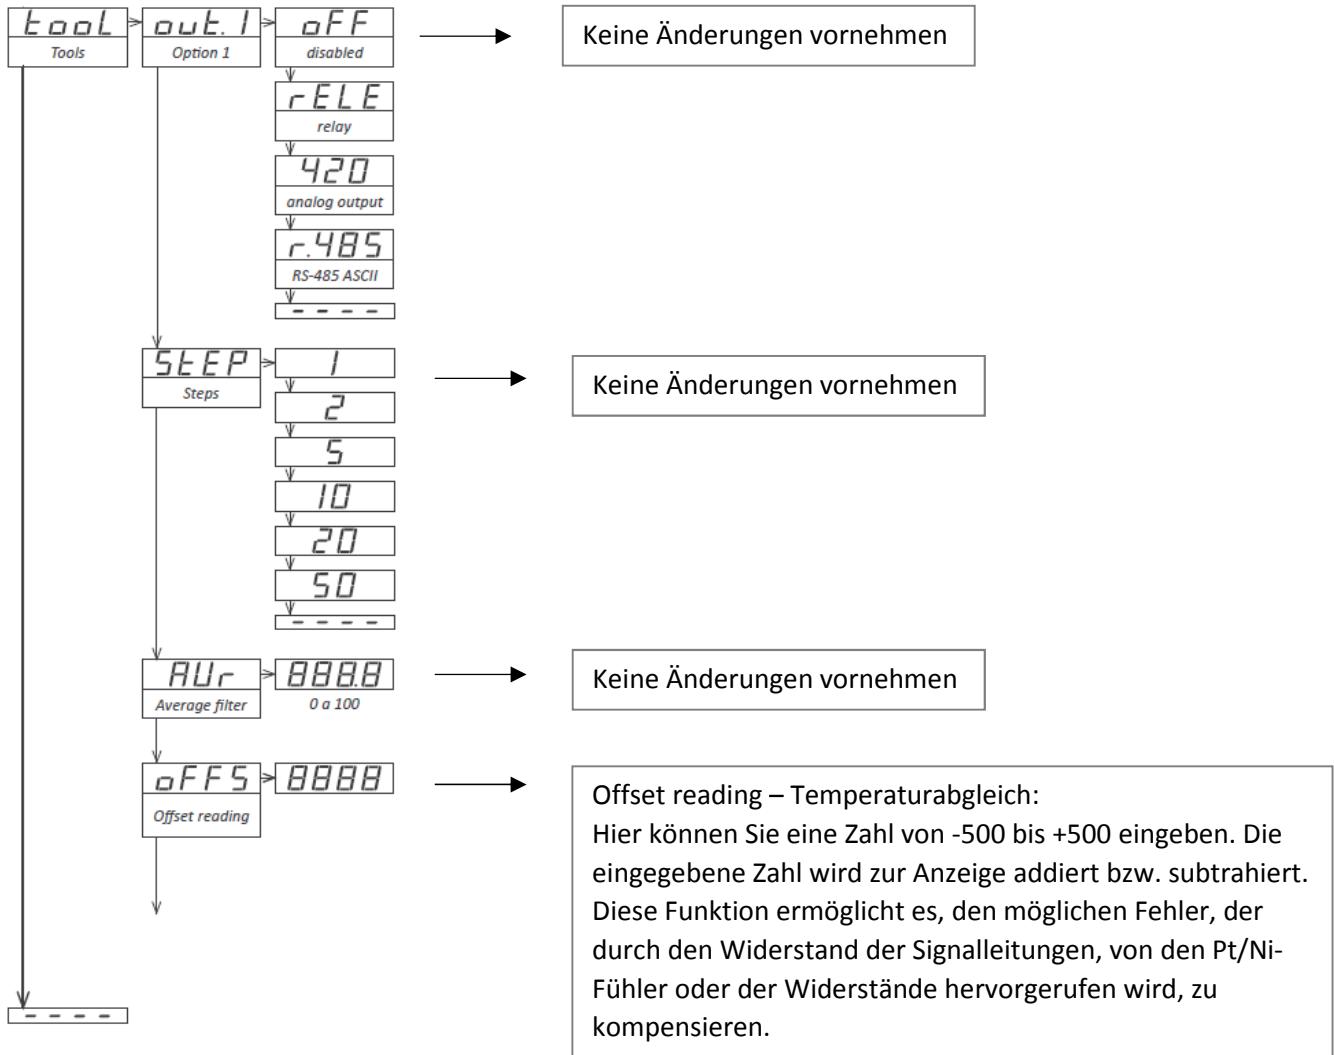 tooL out.1 oFF
Tools Option 1 disabled
Keine Änderungen vornehmen
rELE
relay
420
analog output
r.485
RS-485 ASCII
- - - -
StEP 1
Steps
Keine Änderungen vornehmen
2
5
10
20
50
- - - -
AUr 888.8
Average filter 0 a 100
Keine Änderungen vornehmen
oFFS 8888
Offset reading
Offset reading – Temperaturabgleich:
Hier können Sie eine Zahl von -500 bis +500 eingeben. Die
eingegebene Zahl wird zur Anzeige addiert bzw. subtrahiert.
Diese Funktion ermöglicht es, den möglichen Fehler, der
durch den Widerstand der Signalleitungen, von den Pt/Ni-
Fühler oder der Widerstände hervorgerufen wird, zu
kompensieren.
- - - -